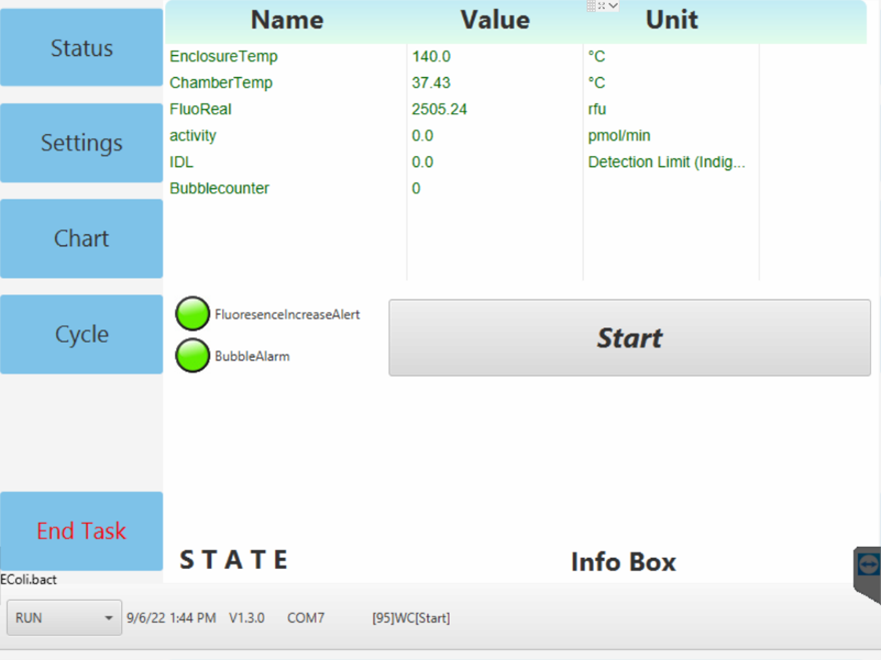 Status
Settings
Chart
Cycle
End Task
EColi.bact
Name Value Unit
EnclosureTemp 140.0 °C
ChamberTemp 37.43 °C
FluoReal 2505.24 rfu
activity 0.0 pmol/min
IDL 0.0 Detection Limit (Indig...
Bubblecounter 0
FluoresenceIncreaseAlert
BubbleAlarm
Start
STATE
Info Box
RUN 9/6/22 1:44 PM V1.3.0 COM7 [95]WC[Start]